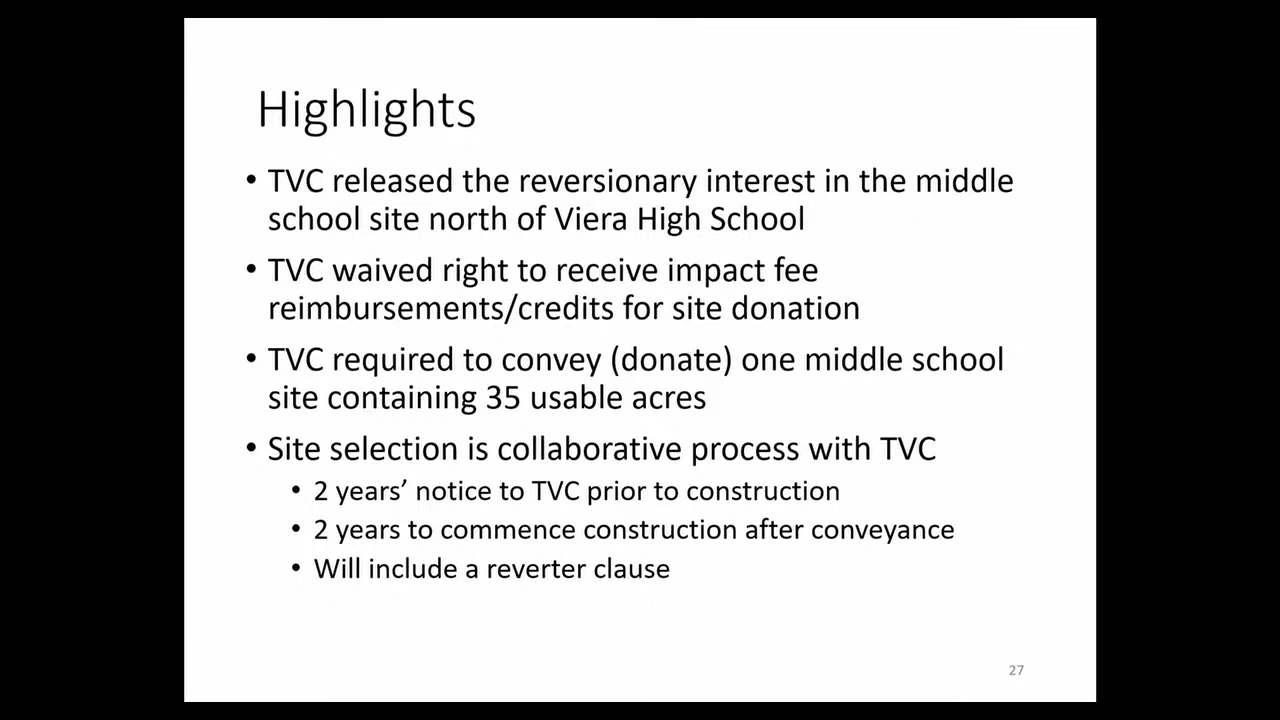 Highlights
• TVC released the reversionary interest in the middle
school site north of Viera High School
• TVC waived right to receive impact fee
reimbursements/credits for site donation
• TVC required to convey (donate) one middle school
site containing 35 usable acres
• Site selection is collaborative process with TVC
• 2 years’ notice to TVC prior to construction
• 2 years to commence construction after conveyance
• Will include a reverter clause
27